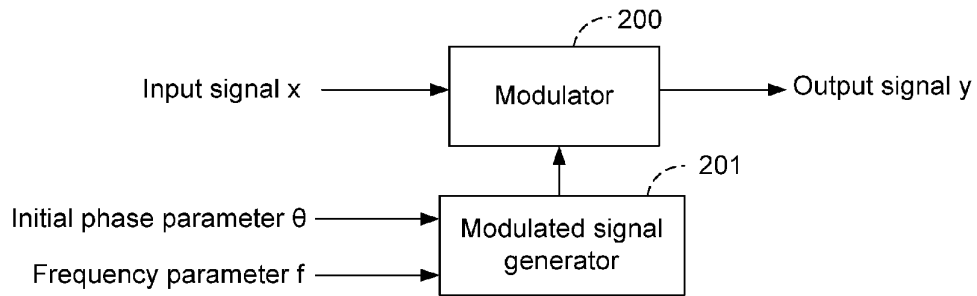 200
Input signal x
Modulator
Output signal y
201
Initial phase parameter θ
Modulated signal
generator
Frequency parameter f